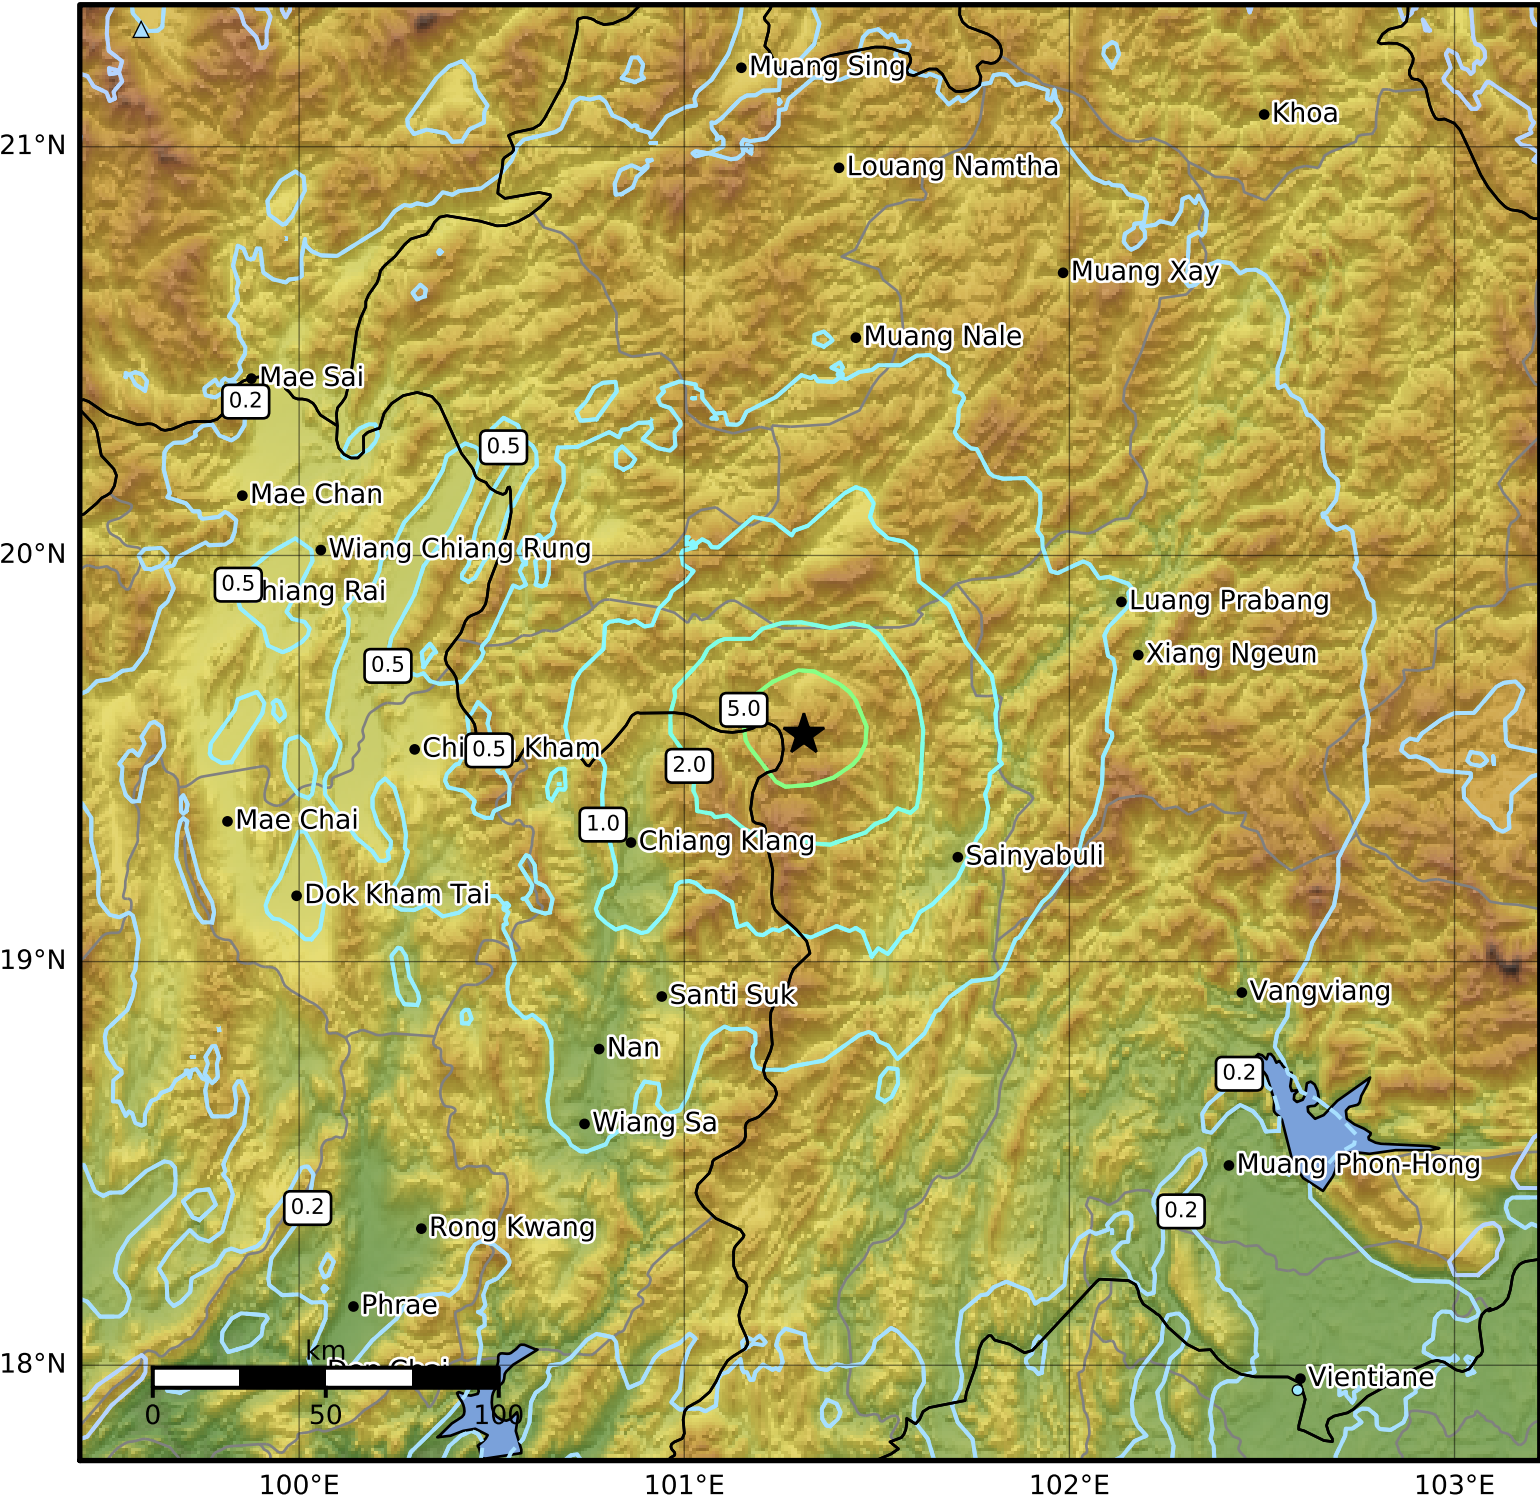 Muang Sing
Khoa
21°N
Louang Namtha
Muang Xay
Muang Nale
Mae Sai
0.2
0.5
Mae Chan
20°N
Wiang Chiang Rung
0.5
hiang Rai
Luang Prabang
Xiang Ngeun
0.5
5.0
Chi
0.5
Kham
2.0
Mae Chai
1.0
Chiang Klang
Sainyabuli
Dok Kham Tai
19°N
Santi Suk
Vangviang
Nan
0.2
Wiang Sa
Muang Phon-Hong
0.2
0.2
Rong Kwang
Phrae
km
18°N
Vientiane
0
50
100
100°E
101°E
102°E
103°E